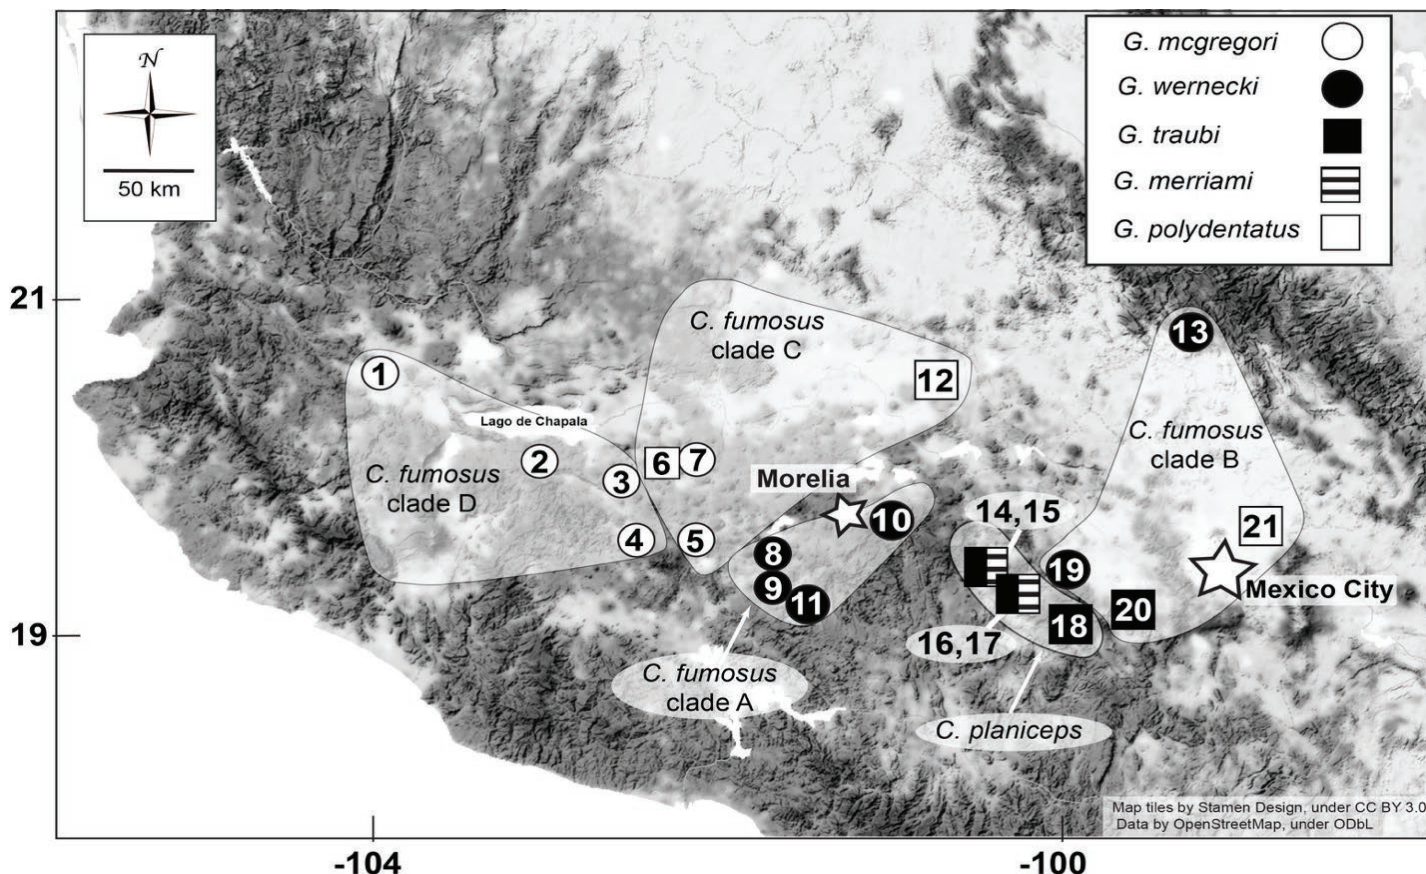 N
50 km
G. mcgregori
G. wernecki
G. traubi
G. merriami
G. polydentatus
21
19
-104
-100
C. fumosus
clade C
13
1
12
Lago de Chapala
C. fumosus
clade B
2
3
6
7
C. fumosus
clade D
Morelia
14,15
10
21
4
5
8
9
11
19
Mexico City
20
18
16,17
C. fumosus
clade A
C. planiceps
Map tiles by Stamen Design, under CC BY 3.0
Data by OpenStreetMap, under ODbL